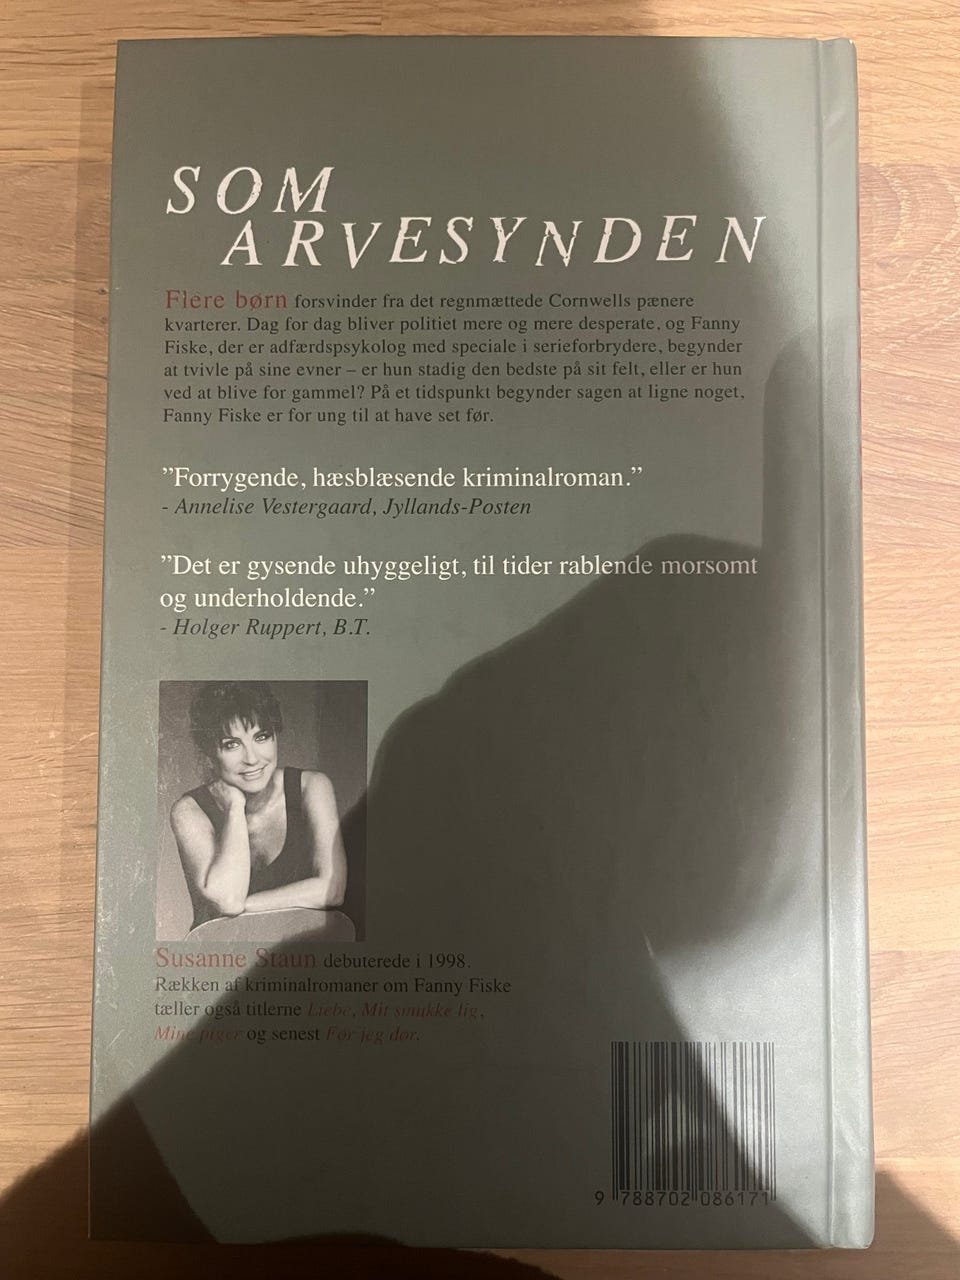 SOM
ARVESYNDEN
Flere børn forsvinder fra det regnmættede Cornwells pænere
kvarterer. Dag for dag bliver politiet mere og mere desperate, og Fanny
Fiske, der er adfærdspsykolog med speciale i serieforbrydere, begynder
at tvivle på sine evner – er hun stadig den bedste på sit felt, eller er hun
ved at blive for gammel? På et tidspunkt begynder sagen at ligne noget,
Fanny Fiske er for ung til at have set før.
”Forrygende, hæsblæsende kriminalroman.”
- Annelise Vestergaard, Jyllands-Posten
”Det er gysende uhyggeligt, til tider rablende morsomt
og underholdende.”
- Holger Ruppert, B.T.
Susanne Staun debuterede i 1998.
Rækken af kriminalromaner om Fanny Fiske
tæller også titlerne Liebe, Mit smukke lig,
Mine piger og senest Før jeg dør.
9 788702 086171